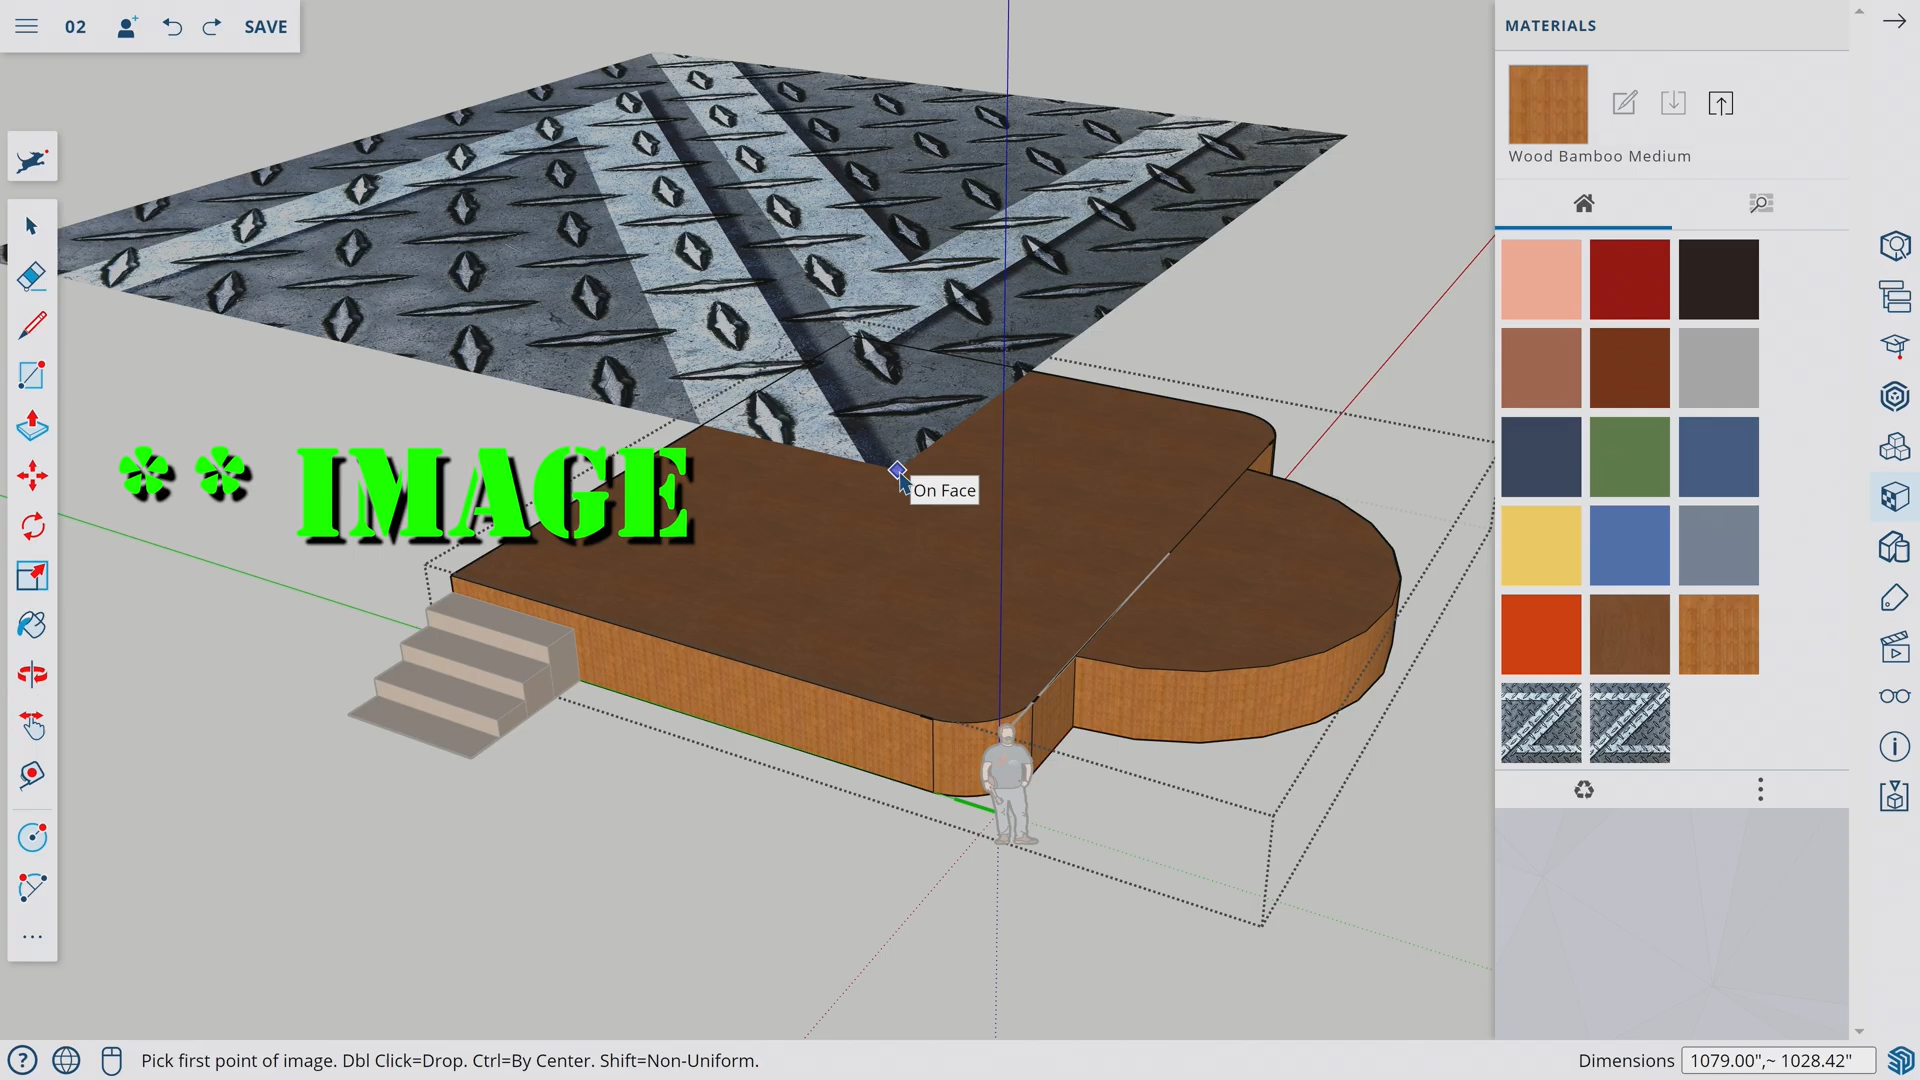 02 SAVE
MATERIALS
Wood Bamboo Medium
** IMAGE
On Face
Pick first point of image. Dbl Click=Drop. Ctrl=By Center. Shift=Non-Uniform.
Dimensions 1079.00",~ 1028.42"